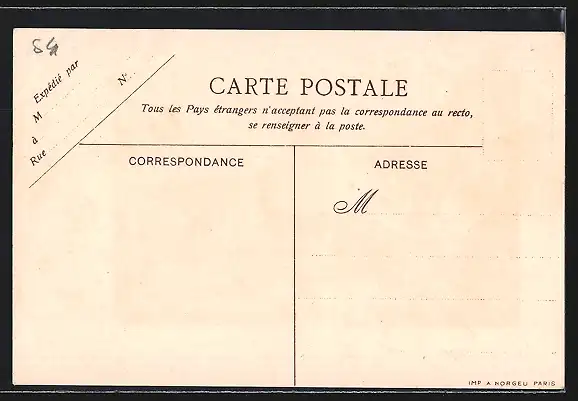 84
Expédié par
M
à
Rue
N°
CARTE POSTALE
Tous les Pays étrangers n'acceptant pas la correspondance au recto,
se renseigner à la poste.
CORRESPONDANCE
ADRESSE
M
IMP A NORGEU PARIS